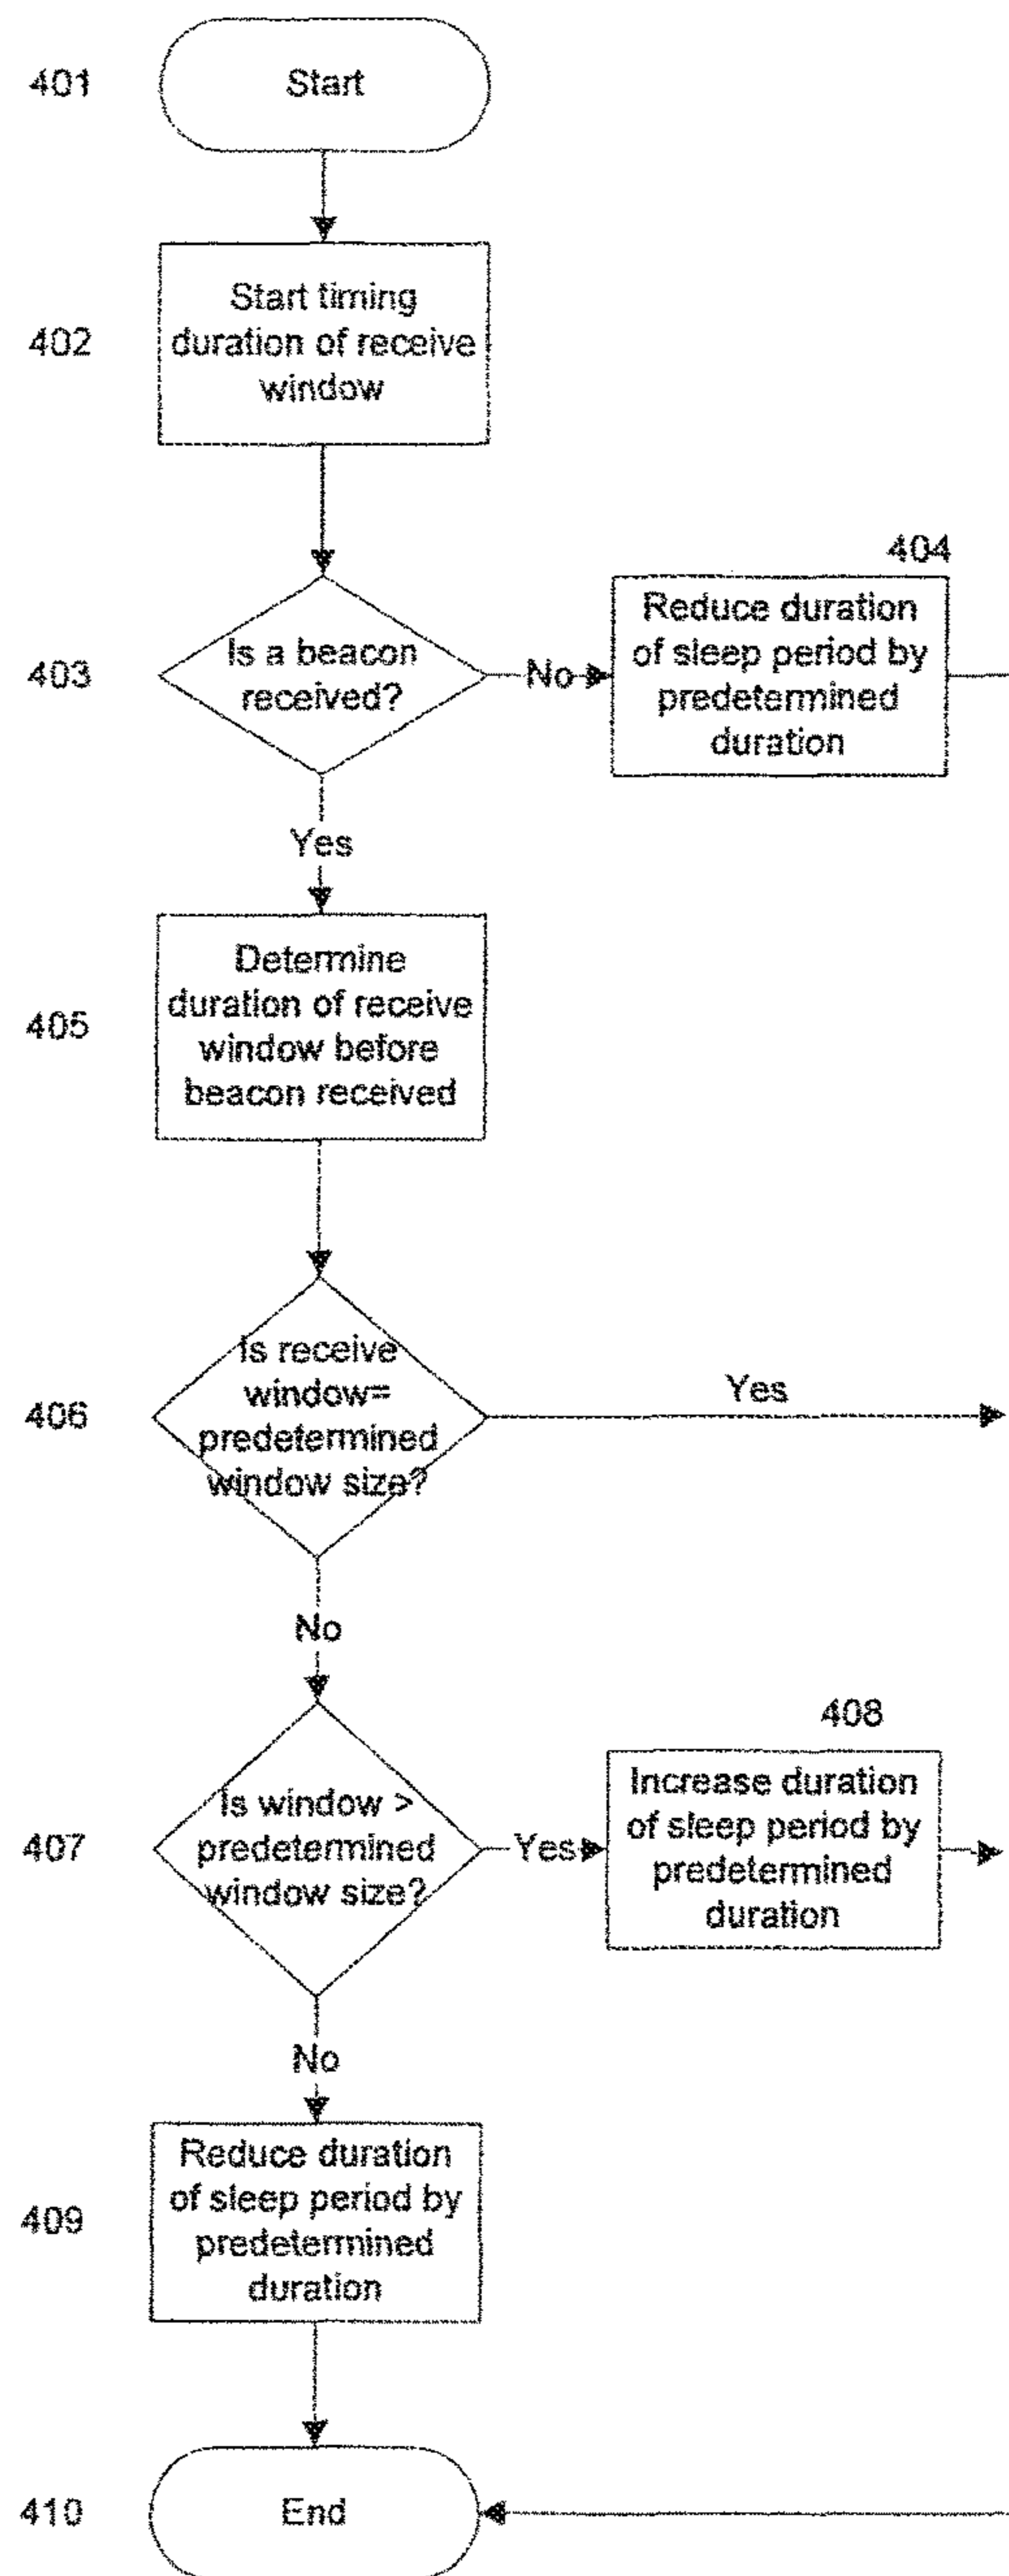 401
Start
402
Start timing
duration of receive
window
403
Is a beacon
received?
No
404
Reduce duration
of sleep period by
predetermined
duration
Yes
405
Determine
duration of receive
window before
beacon received
406
Is receive
window=
predetermined
window size?
Yes
No
407
Is window >
predetermined
window size?
Yes
408
Increase duration
of sleep period by
predetermined
duration
No
409
Reduce duration
of sleep period by
predetermined
duration
410
End